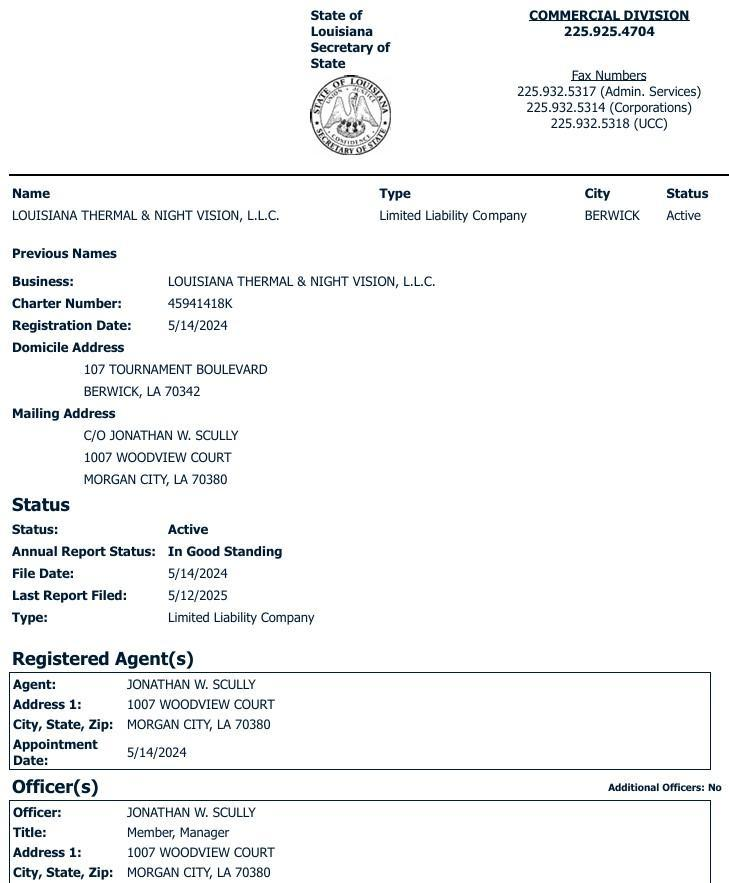 State of
Louisiana
Secretary of
State
STATE OF LOUISIANA
UNION JUSTICE
CONFIDENCE
SECRETARY OF STATE
COMMERCIAL DIVISION
225.925.4704
Fax Numbers
225.932.5317 (Admin. Services)
225.932.5314 (Corporations)
225.932.5318 (UCC)
Name Type City Status
LOUISIANA THERMAL & NIGHT VISION, L.L.C. Limited Liability Company BERWICK Active
Previous Names
Business: LOUISIANA THERMAL & NIGHT VISION, L.L.C.
Charter Number: 45941418K
Registration Date: 5/14/2024
Domicile Address
107 TOURNAMENT BOULEVARD
BERWICK, LA 70342
Mailing Address
C/O JONATHAN W. SCULLY
1007 WOODVIEW COURT
MORGAN CITY, LA 70380
Status
Status: Active
Annual Report Status: In Good Standing
File Date: 5/14/2024
Last Report Filed: 5/12/2025
Type: Limited Liability Company
Registered Agent(s)
Agent: JONATHAN W. SCULLY
Address 1: 1007 WOODVIEW COURT
City, State, Zip: MORGAN CITY, LA 70380
Appointment
Date: 5/14/2024
Officer(s) Additional Officers: No
Officer: JONATHAN W. SCULLY
Title: Member, Manager
Address 1: 1007 WOODVIEW COURT
City, State, Zip: MORGAN CITY, LA 70380